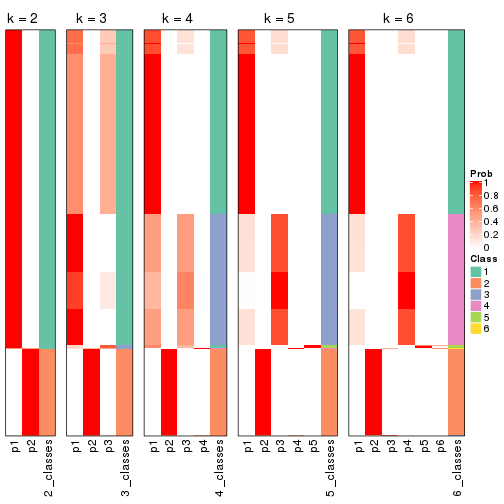 k = 2
k = 3
k = 4
k = 5
k = 6
Prob
1
0.8
0.6
0.4
0.2
0
Class
1
2
3
4
5
6
p1
p2
2_classes
p1
p2
p3
3_classes
p1
p2
p3
p4
4_classes
p1
p2
p3
p4
p5
5_classes
p1
p2
p3
p4
p5
p6
6_classes